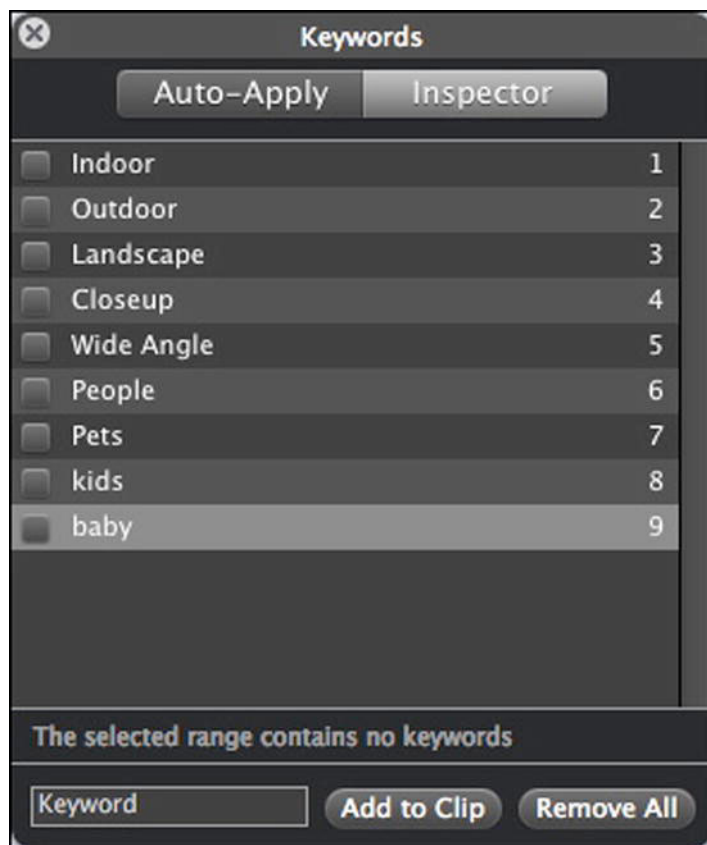 Keywords
Auto-Apply Inspector
Indoor 1
Outdoor 2
Landscape 3
Closeup 4
Wide Angle 5
People 6
Pets 7
kids 8
baby 9
The selected range contains no keywords
Keyword Add to Clip Remove All